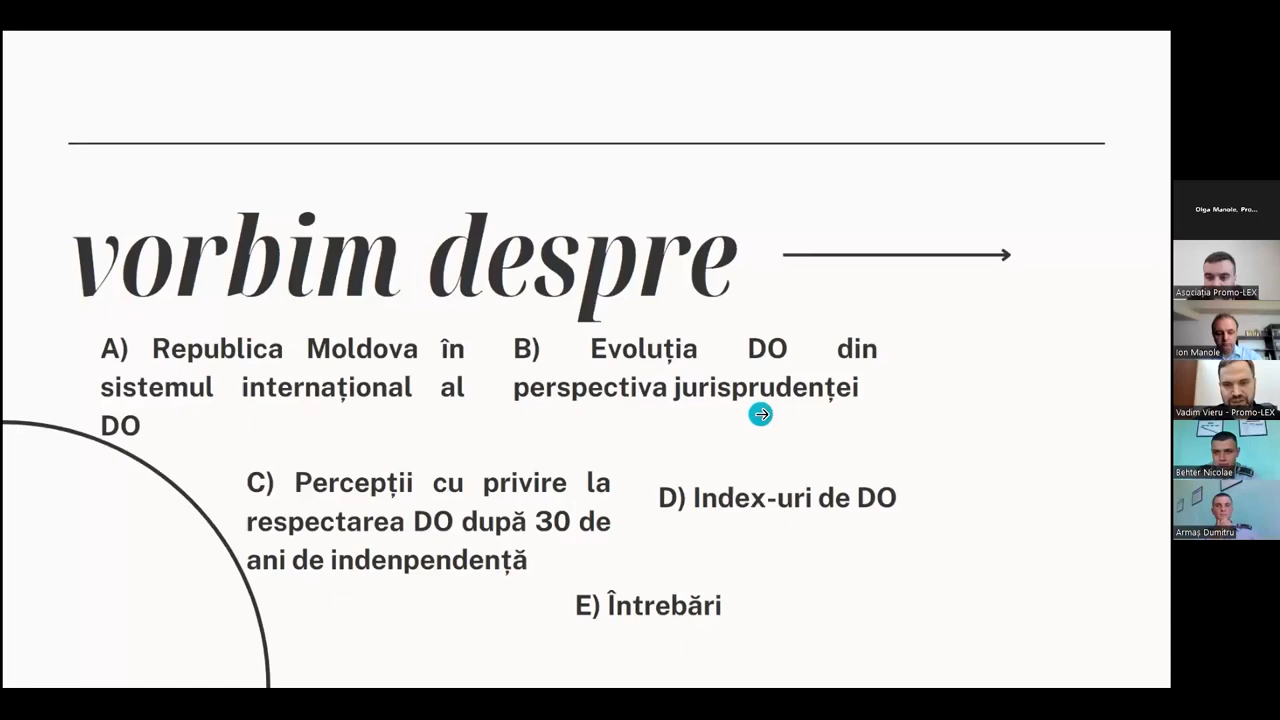 vorbim despre
A) Republica Moldova în
sistemul internațional al
DO
B) Evoluția DO din
perspectiva jurisprudenței
C) Percepții cu privire la
respectarea DO după 30 de
ani de indenpendență
D) Index-uri de DO
E) Întrebări
Olga Manole, Pro...
Asociația Promo-LEX
Ion Manole
Vadim Vieru - Promo-LEX
Behter Nicolae
Armaș Dumitru